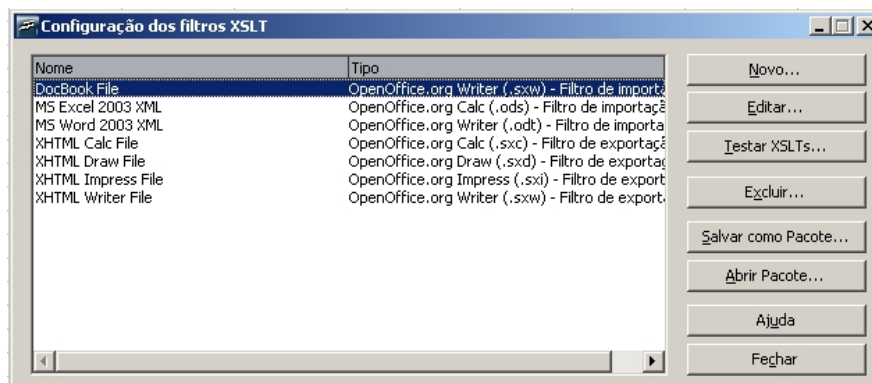 Configuração dos filtros XSLT
Nome Tipo
DocBook File OpenOffice.org Writer (.sxw) - Filtro de importa
MS Excel 2003 XML OpenOffice.org Calc (.ods) - Filtro de importaçã
MS Word 2003 XML OpenOffice.org Writer (.odt) - Filtro de importa
XHTML Calc File OpenOffice.org Calc (.sxc) - Filtro de exportaçã
XHTML Draw File OpenOffice.org Draw (.sxd) - Filtro de exportaç
XHTML Impress File OpenOffice.org Impress (.sxi) - Filtro de export
XHTML Writer File OpenOffice.org Writer (.sxw) - Filtro de export
Novo...
Editar...
Testar XSLTs...
Excluir...
Salvar como Pacote...
Abrir Pacote...
Ajuda
Fechar